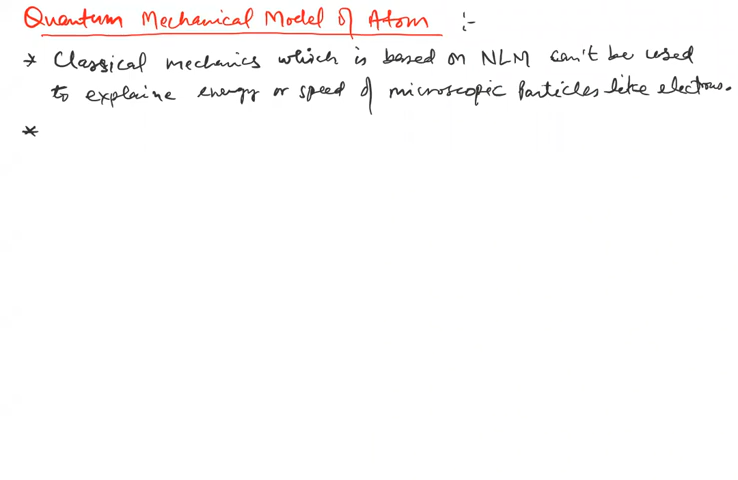 Quantum Mechanical Model of Atom :-
* Classical mechanics which is based on NLM can't be used
to explaine energy or speed of microscopic particles like electrons.
*